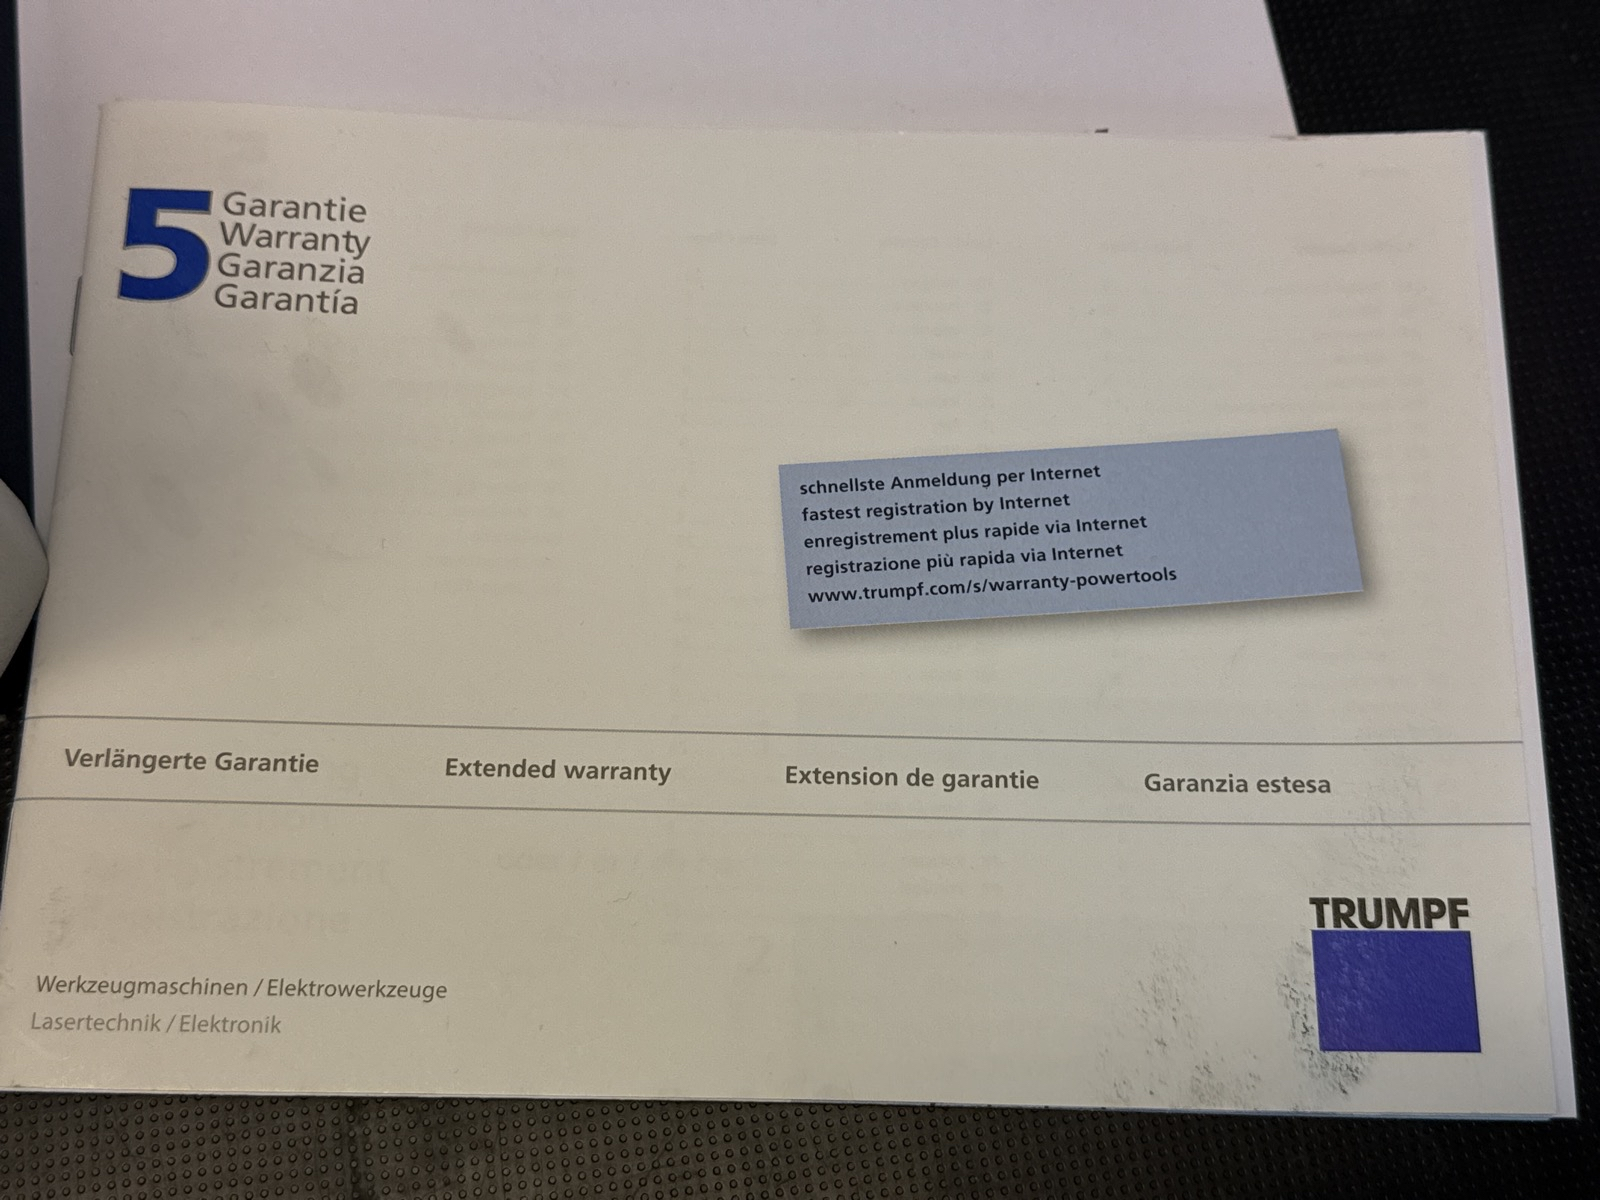 5
Garantie
Warranty
Garanzia
Garantía
schnellste Anmeldung per Internet
fastest registration by Internet
enregistrement plus rapide via Internet
registrazione più rapida via Internet
www.trumpf.com/s/warranty-powertools
Verlängerte Garantie Extended warranty Extension de garantie Garanzia estesa
TRUMPF
Werkzeugmaschinen / Elektrowerkzeuge
Lasertechnik / Elektronik